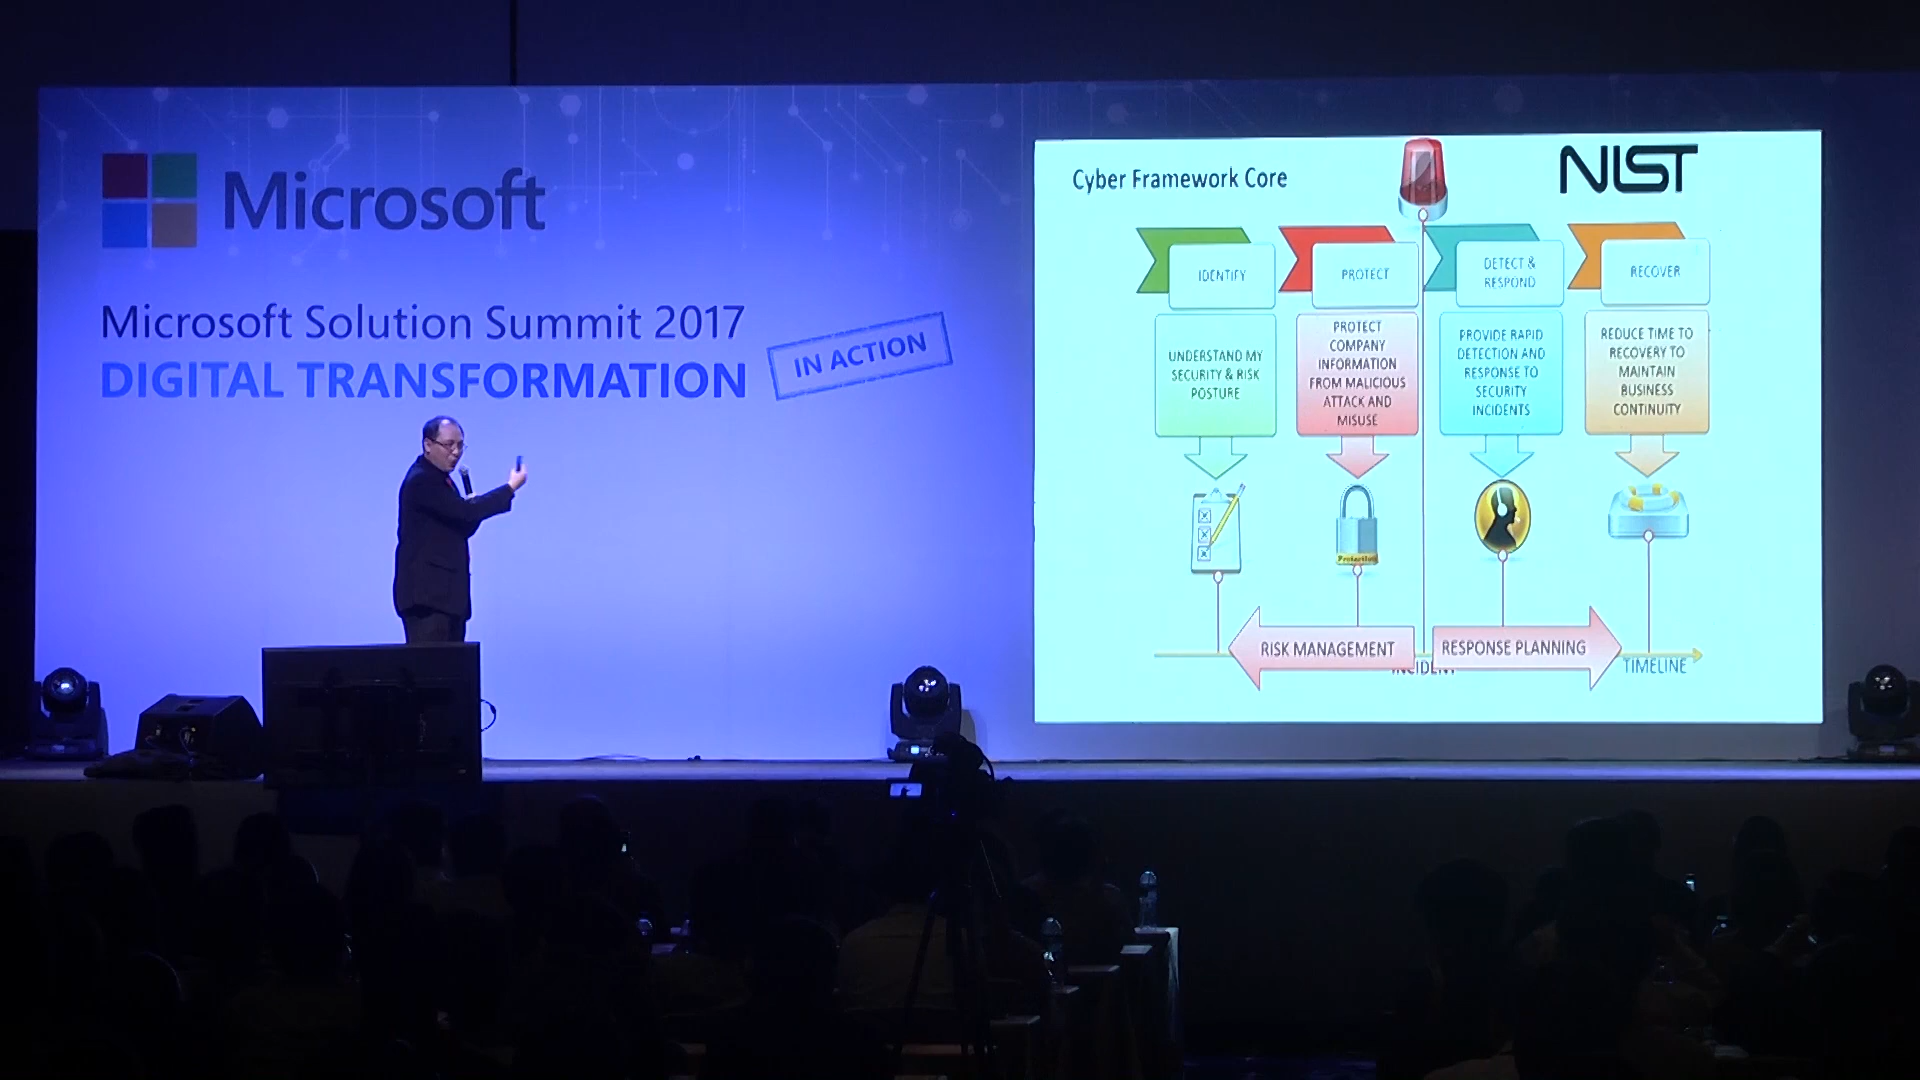 Microsoft
Microsoft Solution Summit 2017
DIGITAL TRANSFORMATION
IN ACTION
Cyber Framework Core
NIST
IDENTIFY
PROTECT
DETECT &
RESPOND
RECOVER
UNDERSTAND MY
SECURITY & RISK
POSTURE
PROTECT
COMPANY
INFORMATION
FROM MALICIOUS
ATTACK AND
MISUSE
PROVIDE RAPID
DETECTION AND
RESPONSE TO
SECURITY
INCIDENTS
REDUCE TIME TO
RECOVERY TO
MAINTAIN
BUSINESS
CONTINUITY
Protection
RISK MANAGEMENT
RESPONSE PLANNING
INCIDENT
TIMELINE